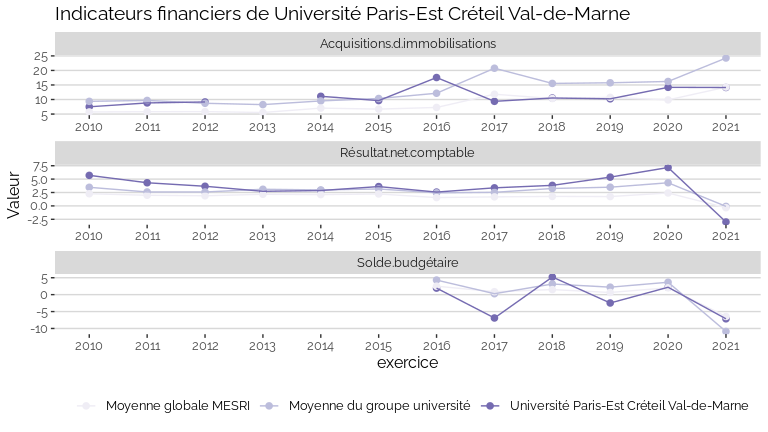 Indicateurs financiers de Université Paris-Est Créteil Val-de-Marne
Acquisitions.d.immobilisations
25
20
15
10
5
2010 2011 2012 2013 2014 2015 2016 2017 2018 2019 2020 2021
Résultat.net.comptable
7.5
5.0
2.5
0.0
-2.5
2010 2011 2012 2013 2014 2015 2016 2017 2018 2019 2020 2021
Valeur
Solde.budgétaire
5
0
-5
-10
2010 2011 2012 2013 2014 2015 2016 2017 2018 2019 2020 2021
exercice
Moyenne globale MESRI Moyenne du groupe université Université Paris-Est Créteil Val-de-Marne